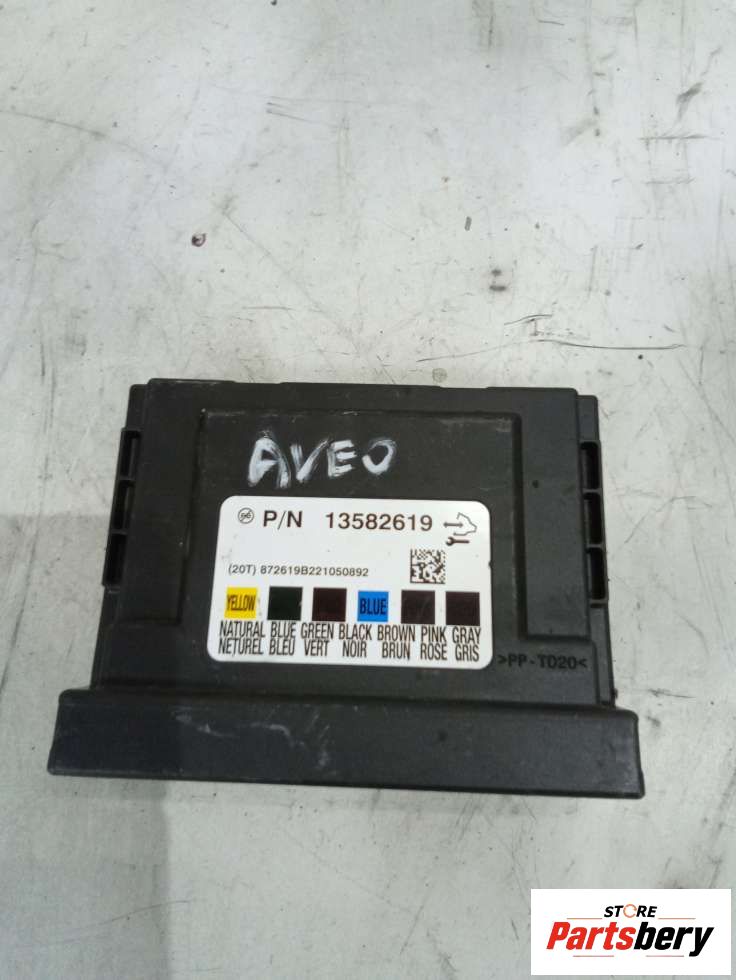 AVEO
P/N 13582619
(20T) 872619B221050892
YELLOW BLUE
NATURAL BLUE GREEN BLACK BROWN PINK GRAY
NEŢUREL BLEU VERT NOIR BRUN ROSE GRIS
>PP-TD20<
STORE
Partsbery